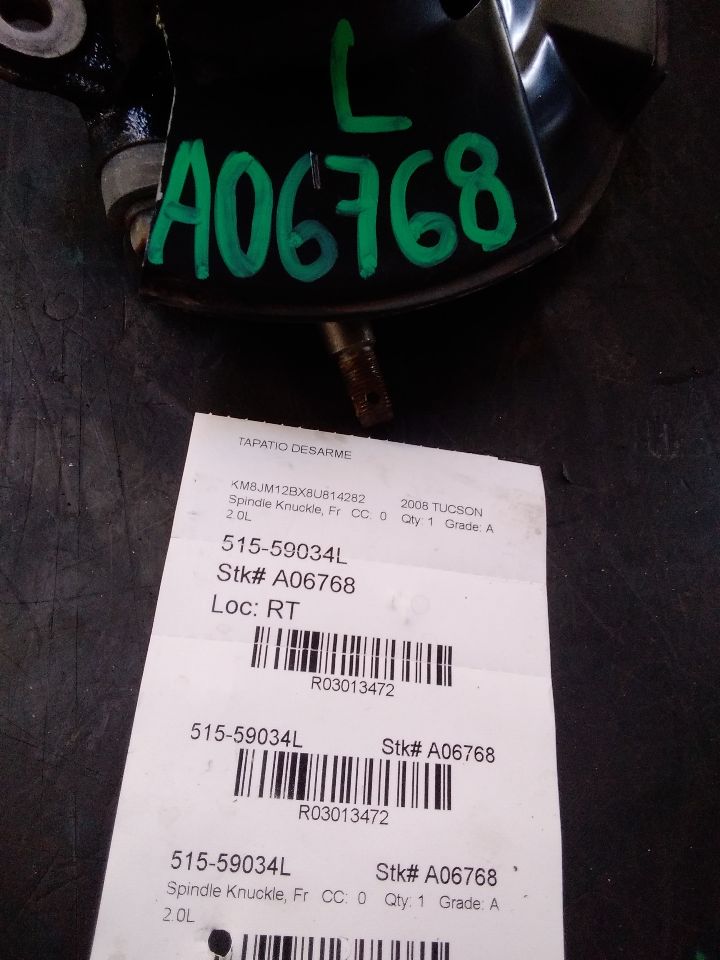 L
A06768
TAPATIO DESARME
KM8JM12BX8U814282 2008 TUCSON
Spindle Knuckle, Fr CC: 0 Qty: 1 Grade: A
2.0L
515-59034L
Stk# A06768
Loc: RT
R03013472
515-59034L Stk# A06768
R03013472
515-59034L Stk# A06768
Spindle Knuckle, Fr CC: 0 Qty: 1 Grade: A
2.0L